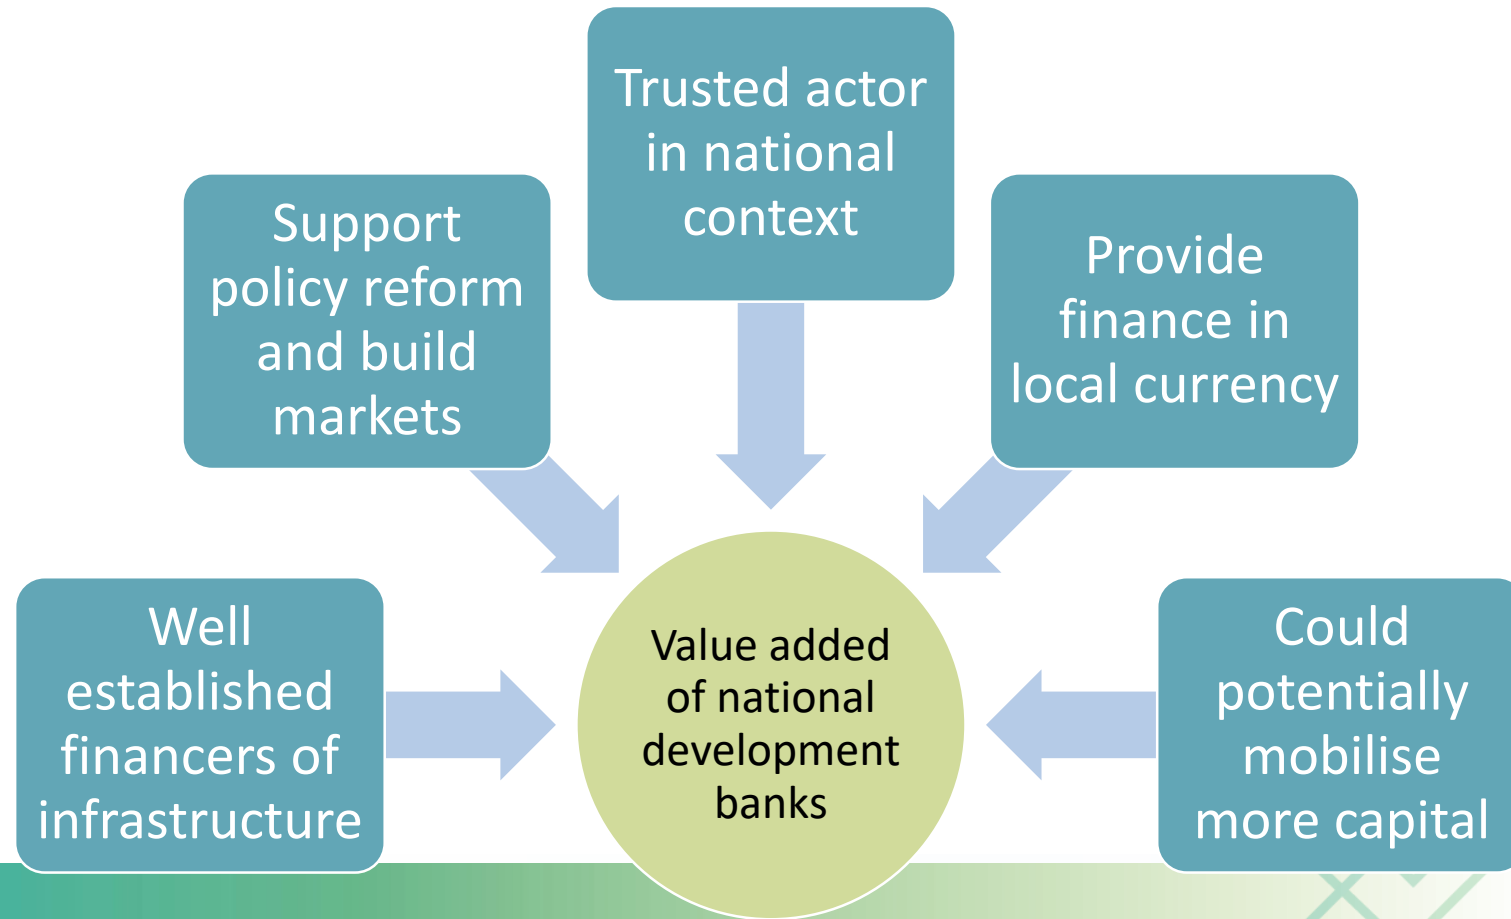 Trusted actor
in national
context
Support
policy reform
and build
markets
Provide
finance in
local currency
Well
established
financers of
infrastructure
Value added
of national
development
banks
Could
potentially
mobilise
more capital